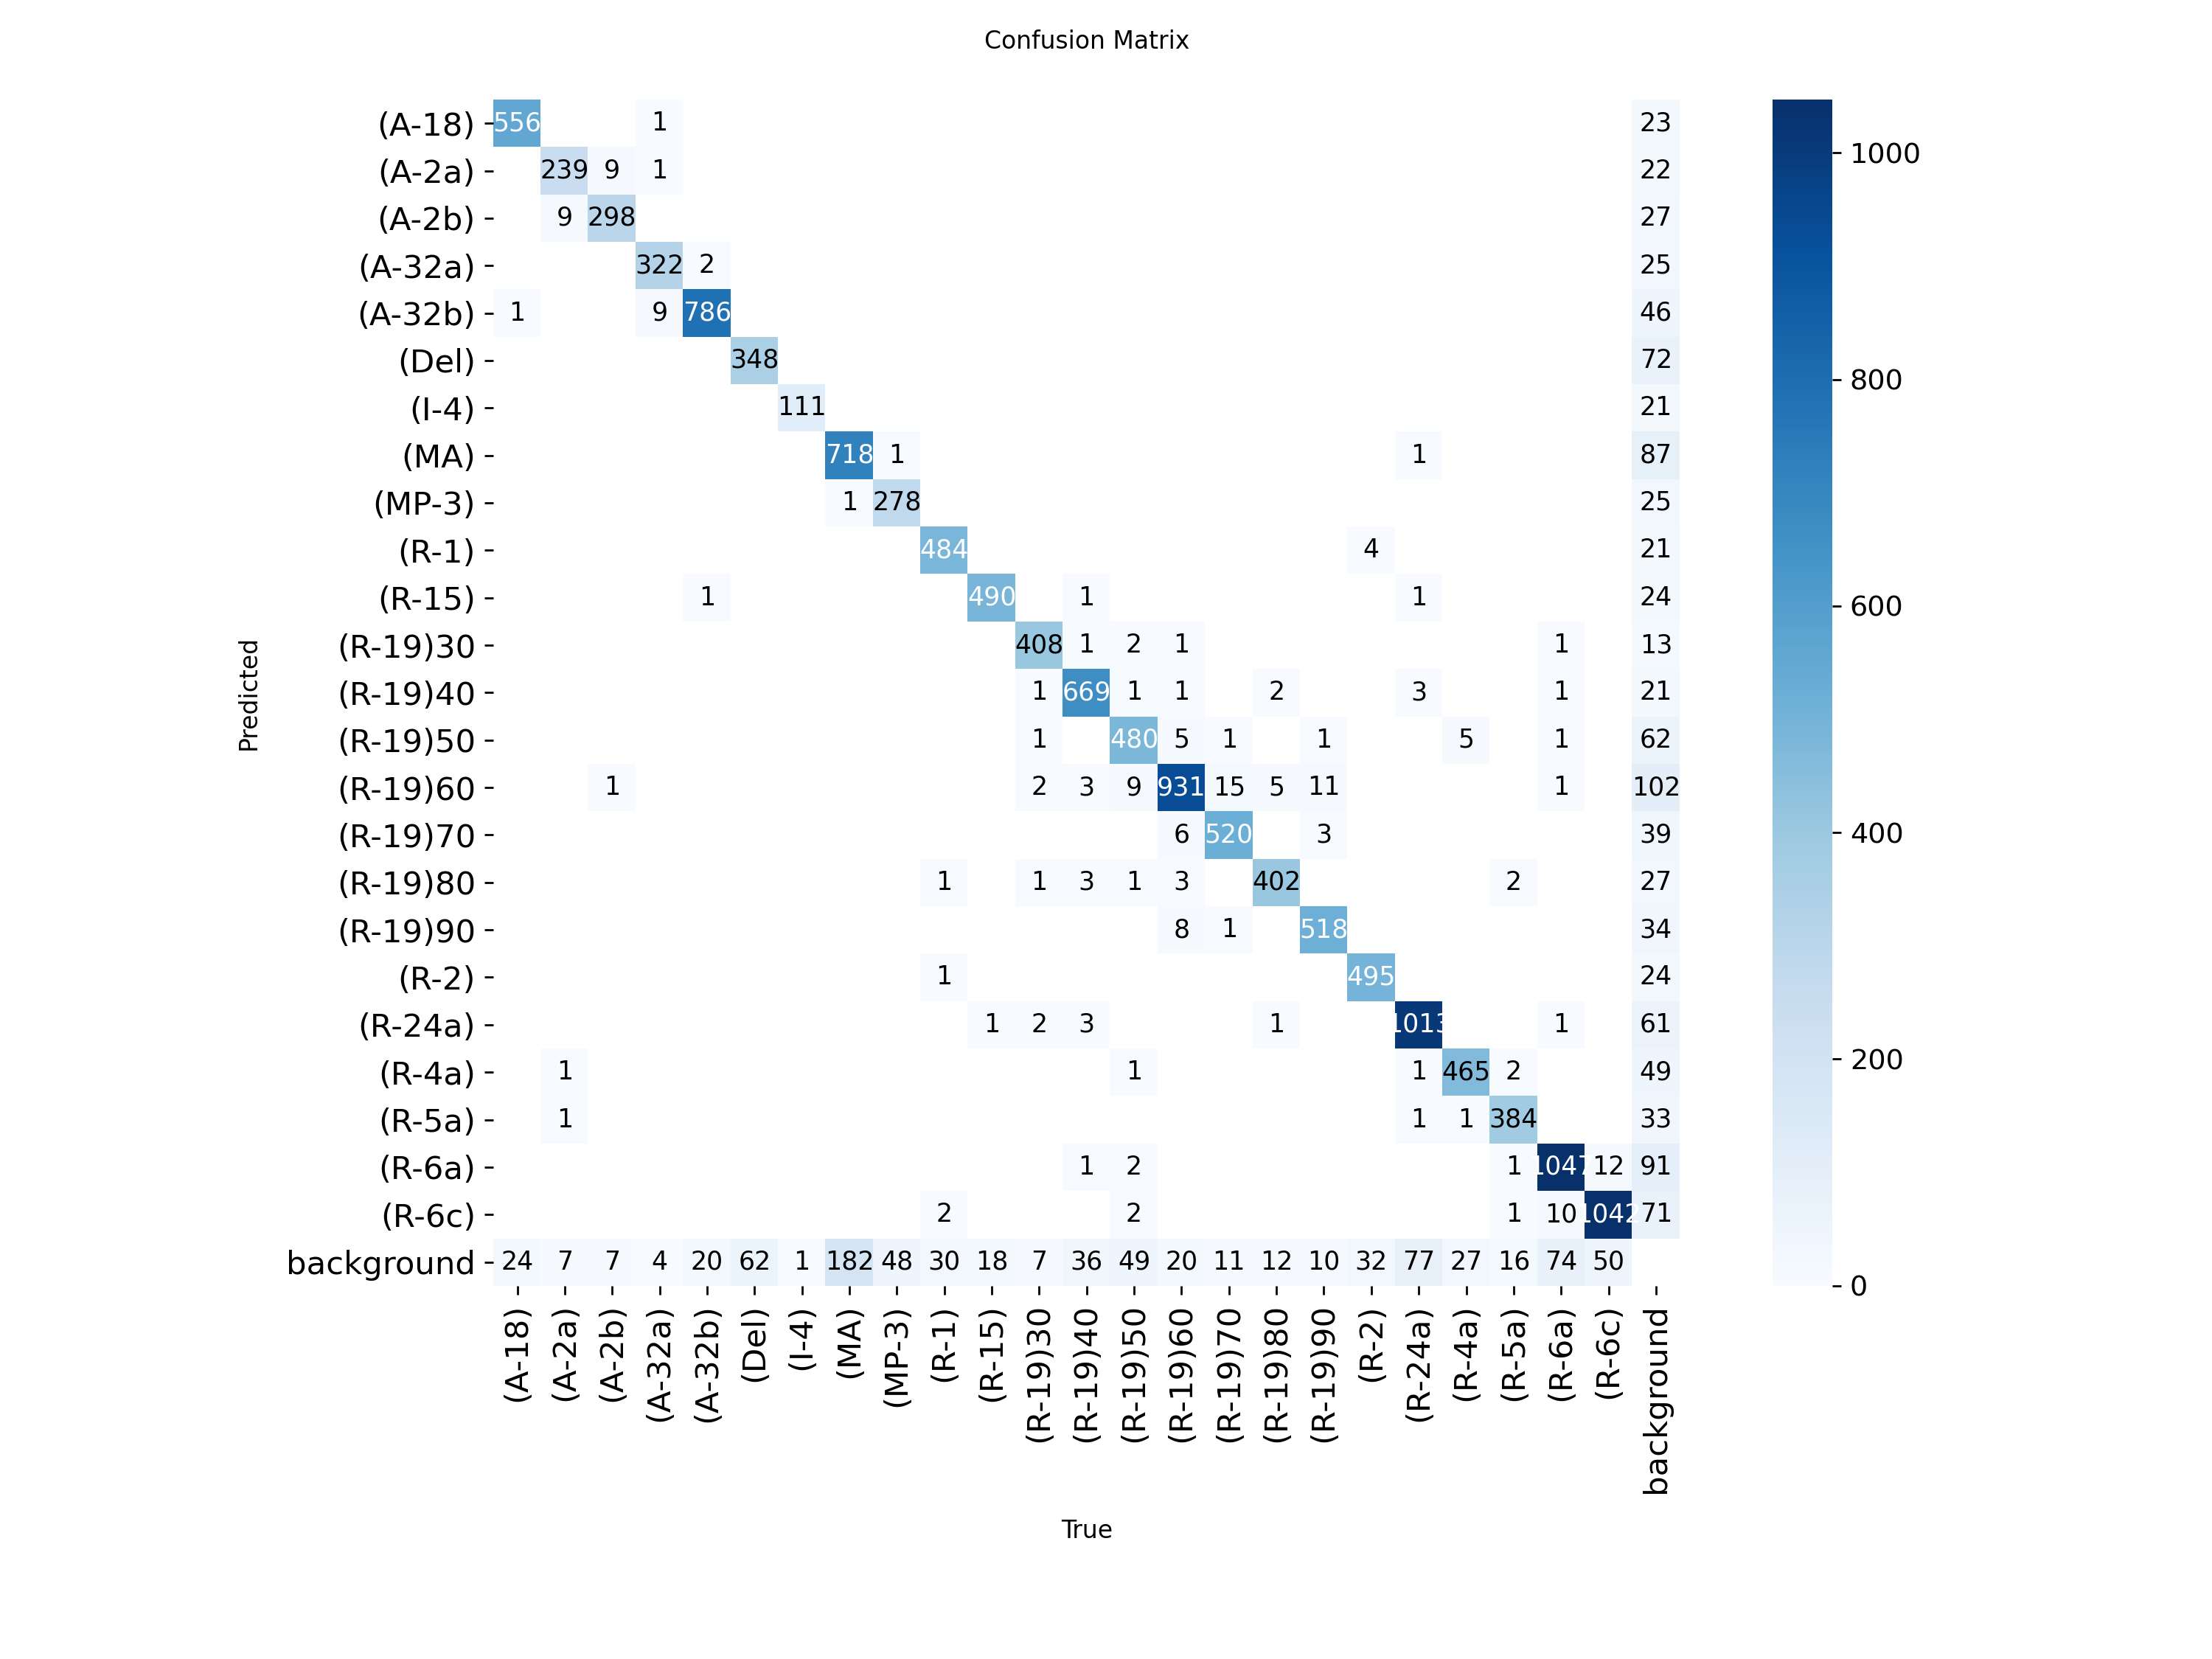 Confusion Matrix
(A-18) 556 1 23
(A-2a) 239 9 1 22
(A-2b) 9 298 27
(A-32a) 322 2 25
(A-32b) 1 9 786 46
(Del) 348 72
(I-4) 111 21
(MA) 718 1 1 87
(MP-3) 1 278 25
(R-1) 484 4 21
(R-15) 1 490 1 1 24
(R-19)30 408 1 2 1 1 13
(R-19)40 1 669 1 1 2 3 1 21
(R-19)50 1 480 5 1 1 5 1 62
(R-19)60 1 2 3 9 931 15 5 11 1 102
(R-19)70 6 520 3 39
(R-19)80 1 1 3 1 3 402 2 27
(R-19)90 8 1 518 34
(R-2) 1 495 24
(R-24a) 1 2 3 1 1013 1 61
(R-4a) 1 1 1 465 2 49
(R-5a) 1 1 1 384 33
(R-6a) 1 2 1 1047 12 91
(R-6c) 2 2 1 10 1042 71
background 24 7 7 4 20 62 1 182 48 30 18 7 36 49 20 11 12 10 32 77 27 16 74 50
(A-18) (A-2a) (A-2b) (A-32a) (A-32b) (Del) (I-4) (MA) (MP-3) (R-1) (R-15) (R-19)30 (R-19)40 (R-19)50 (R-19)60 (R-19)70 (R-19)80 (R-19)90 (R-2) (R-24a) (R-4a) (R-5a) (R-6a) (R-6c) background
True
Predicted
1000
800
600
400
200
0